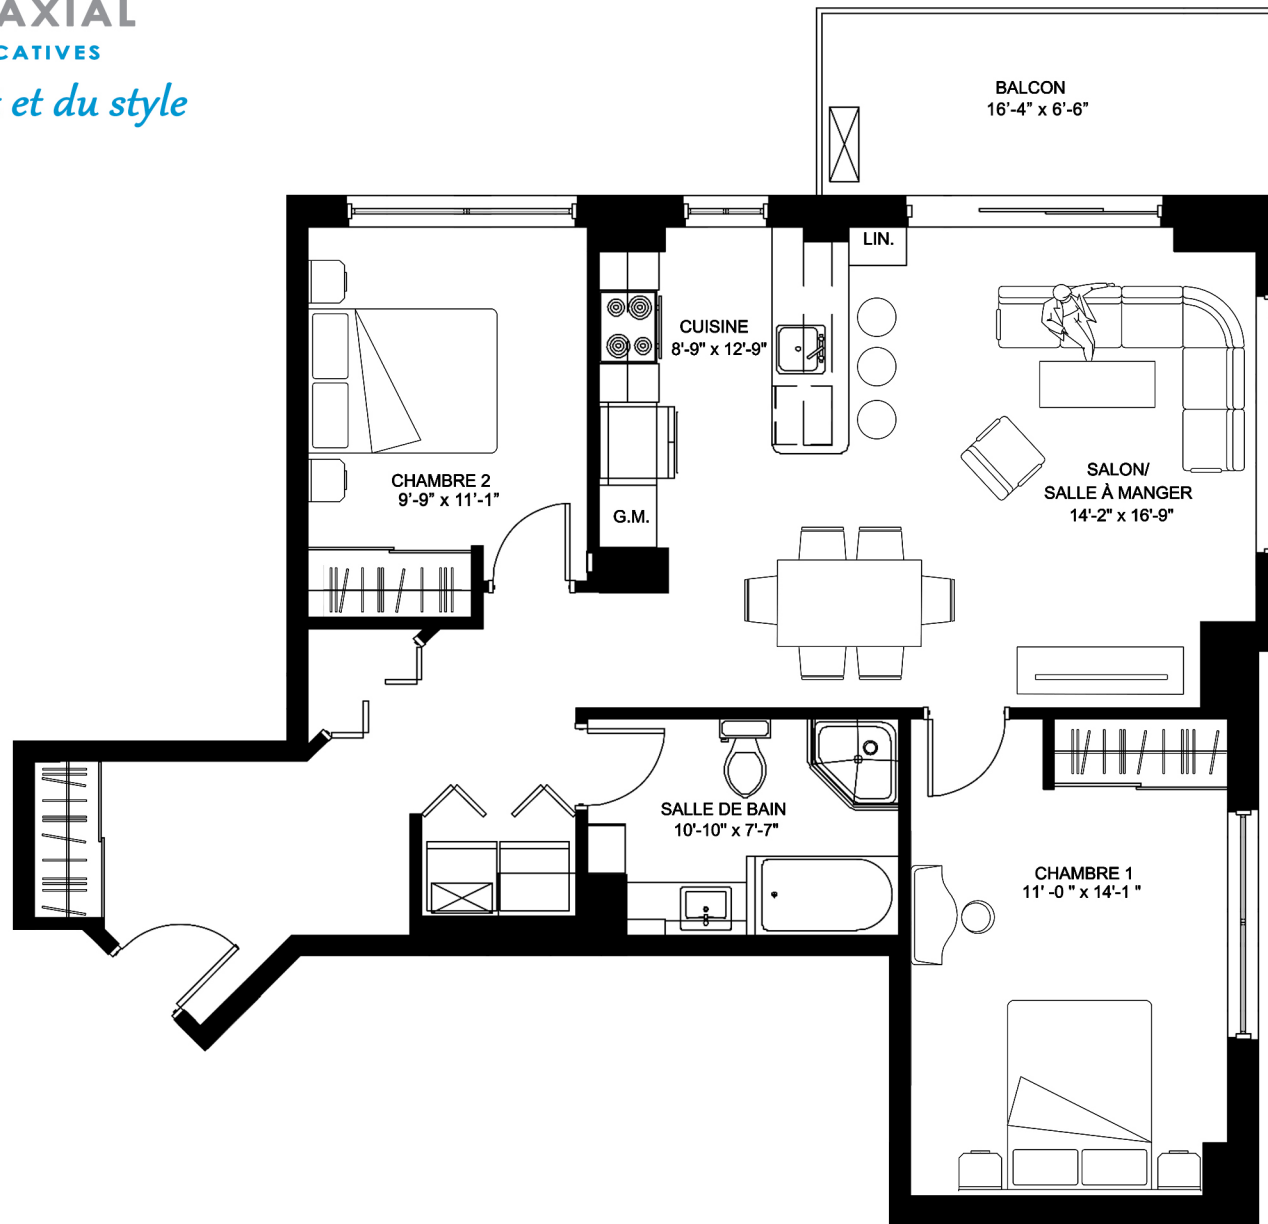 AXIAL
CATIVES
et du style
BALCON
16'-4" x 6'-6"
LIN.
CUISINE
8'-9" x 12'-9"
CHAMBRE 2
9'-9" x 11'-1"
G.M.
SALON/
SALLE À MANGER
14'-2" x 16'-9"
SALLE DE BAIN
10'-10" x 7'-7"
CHAMBRE 1
11' -0 " x 14'-1 "